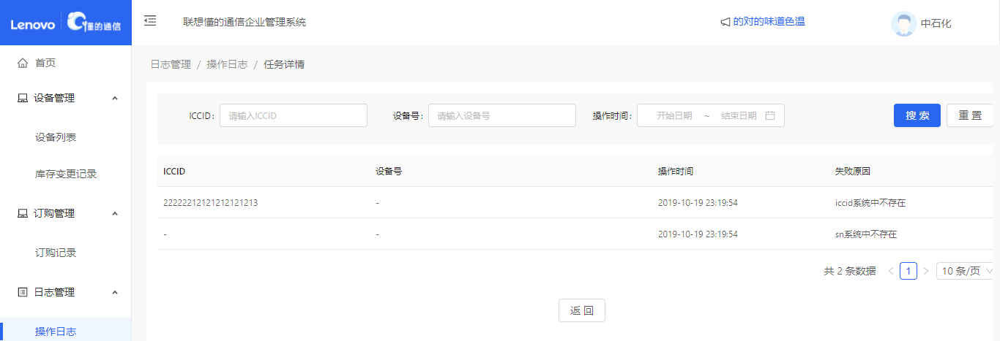 Lenovo 懂的通信
联想懂的通信企业管理系统
的对的味道色温
中石化
首页
设备管理
设备列表
库存变更记录
订购管理
订购记录
日志管理
操作日志
日志管理 / 操作日志 / 任务详情
ICCID: 请输入ICCID 设备号: 请输入设备号 操作时间: 开始日期 ~ 结束日期 搜 索 重 置
ICCID 设备号 操作时间 失败原因
22222212121212121213 - 2019-10-19 23:19:54 iccid系统中不存在
- - 2019-10-19 23:19:54 sn系统中不存在
共 2 条数据 < 1 > 10 条/页
返 回